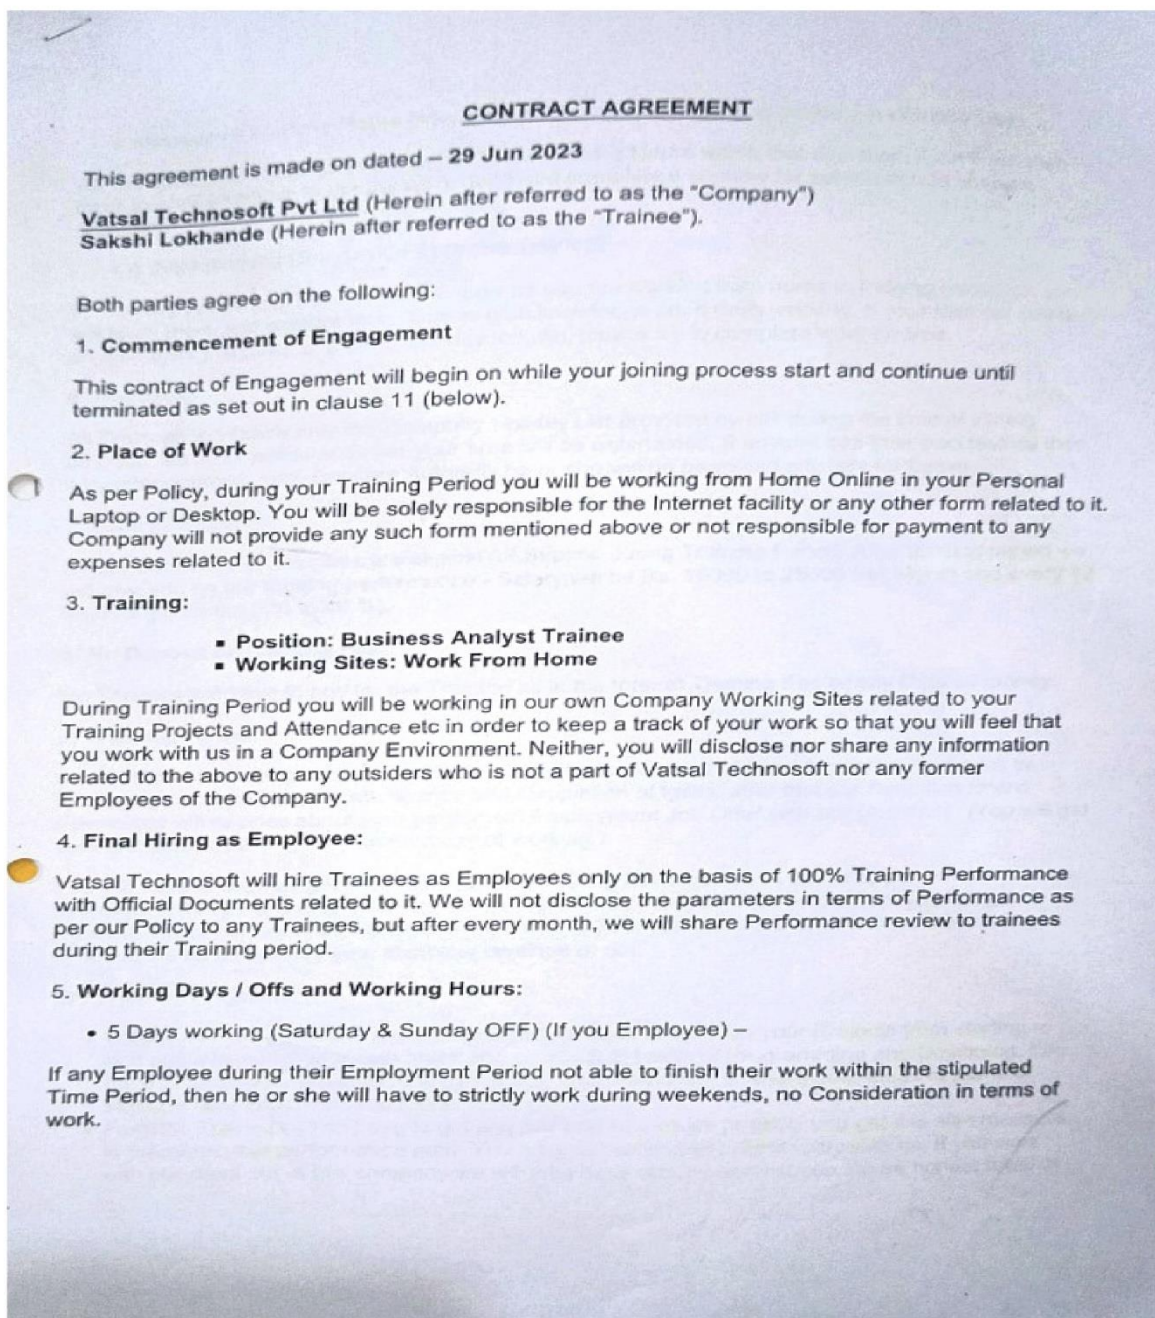 CONTRACT AGREEMENT
This agreement is made on dated – 29 Jun 2023
Vatsal Technosoft Pvt Ltd (Herein after referred to as the "Company")
Sakshi Lokhande (Herein after referred to as the "Trainee").
Both parties agree on the following:
1. Commencement of Engagement
This contract of Engagement will begin on while your joining process start and continue until
terminated as set out in clause 11 (below).
2. Place of Work
As per Policy, during your Training Period you will be working from Home Online in your Personal
Laptop or Desktop. You will be solely responsible for the Internet facility or any other form related to it.
Company will not provide any such form mentioned above or not responsible for payment to any
expenses related to it.
3. Training:
▪ Position: Business Analyst Trainee
▪ Working Sites: Work From Home
During Training Period you will be working in our own Company Working Sites related to your
Training Projects and Attendance etc in order to keep a track of your work so that you will feel that
you work with us in a Company Environment. Neither, you will disclose nor share any information
related to the above to any outsiders who is not a part of Vatsal Technosoft nor any former
Employees of the Company.
4. Final Hiring as Employee:
Vatsal Technosoft will hire Trainees as Employees only on the basis of 100% Training Performance
with Official Documents related to it. We will not disclose the parameters in terms of Performance as
per our Policy to any Trainees, but after every month, we will share Performance review to trainees
during their Training period.
5. Working Days / Offs and Working Hours:
• 5 Days working (Saturday & Sunday OFF) (If you Employee) –
If any Employee during their Employment Period not able to finish their work within the stipulated
Time Period, then he or she will have to strictly work during weekends, no Consideration in terms of
work.